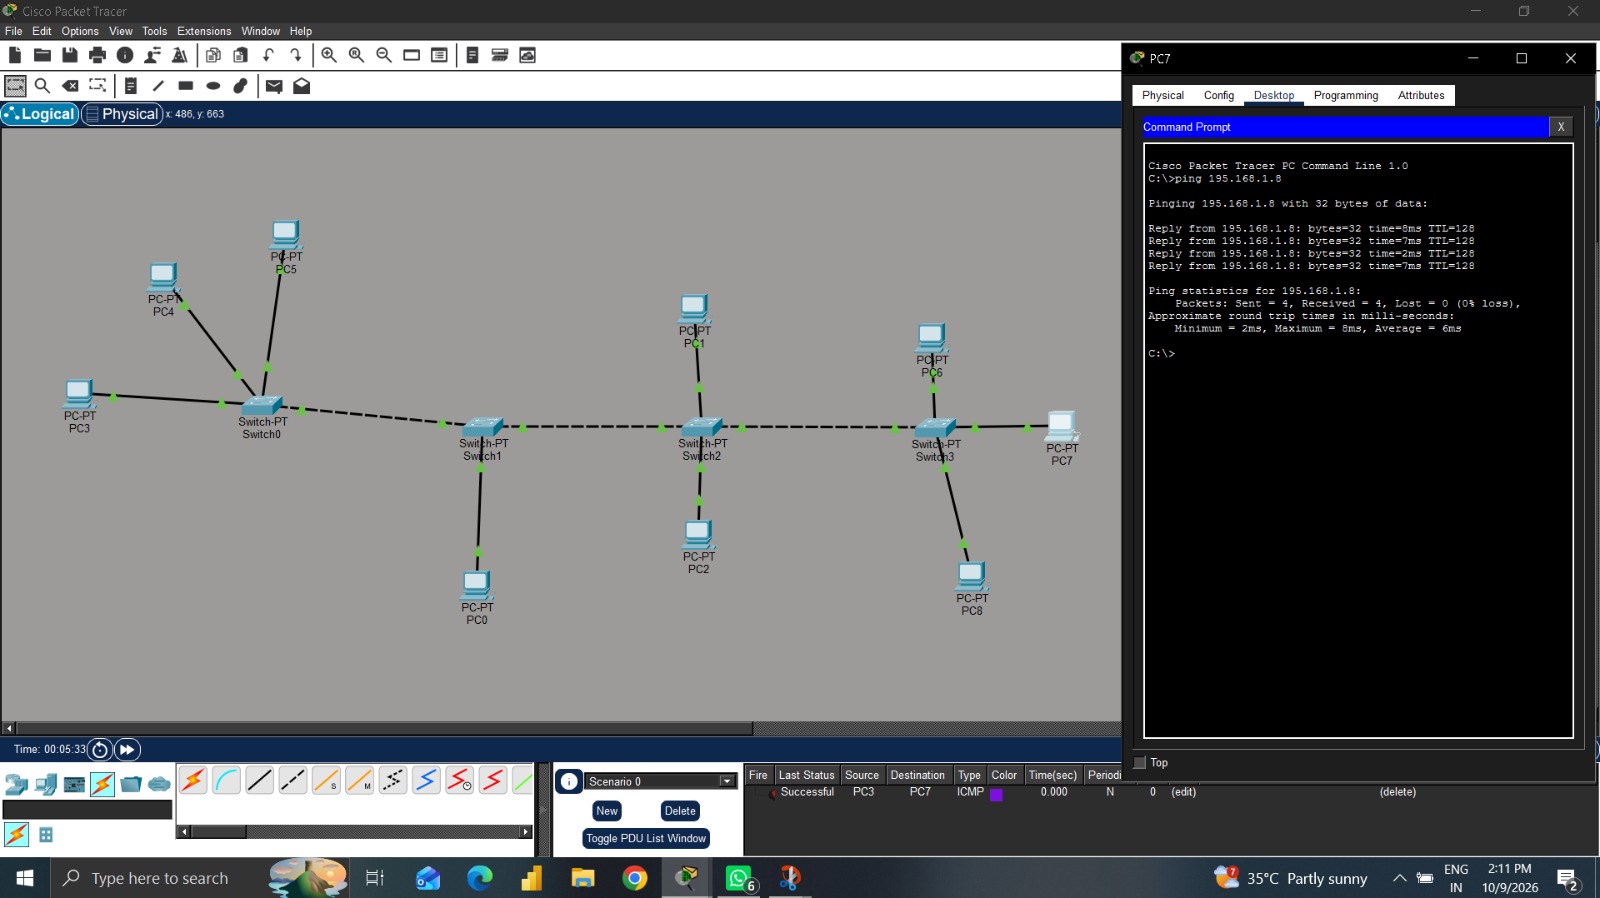 Cisco Packet Tracer
File Edit Options View Tools Extensions Window Help
Logical Physical x: 486, y: 663
PC-PT
PC5
PC-PT
PC4
PC-PT
PC3
Switch-PT
Switch0
Switch-PT
Switch1
PC-PT
PC0
PC-PT
PC1
Switch-PT
Switch2
PC-PT
PC2
PC-PT
PC6
Switch-PT
Switch3
PC-PT
PC7
PC-PT
PC8
PC7
Physical Config Desktop Programming Attributes
Command Prompt X
Cisco Packet Tracer PC Command Line 1.0
C:\>ping 195.168.1.8
Pinging 195.168.1.8 with 32 bytes of data:
Reply from 195.168.1.8: bytes=32 time=8ms TTL=128
Reply from 195.168.1.8: bytes=32 time=7ms TTL=128
Reply from 195.168.1.8: bytes=32 time=2ms TTL=128
Reply from 195.168.1.8: bytes=32 time=7ms TTL=128
Ping statistics for 195.168.1.8:
Packets: Sent = 4, Received = 4, Lost = 0 (0% loss),
Approximate round trip times in milli-seconds:
Minimum = 2ms, Maximum = 8ms, Average = 6ms
C:\>
Top
Time: 00:05:33
S M
Scenario 0
New Delete
Toggle PDU List Window
Fire Last Status Source Destination Type Color Time(sec) Periodi
Successful PC3 PC7 ICMP 0.000 N 0 (edit) (delete)
Type here to search
6
7
35°C Partly sunny
ENG
IN
2:11 PM
10/9/2026
2